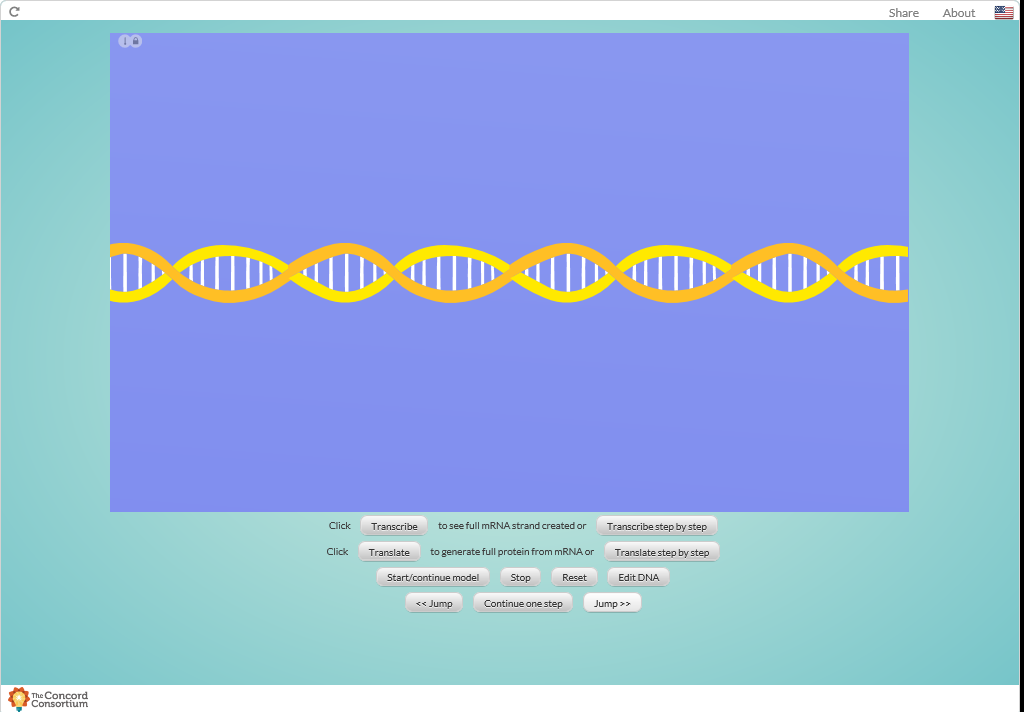 Share About
Click Transcribe to see full mRNA strand created or Transcribe step by step
Click Translate to generate full protein from mRNA or Translate step by step
Start/continue model Stop Reset Edit DNA
<< Jump Continue one step Jump >>
The Concord
Consortium